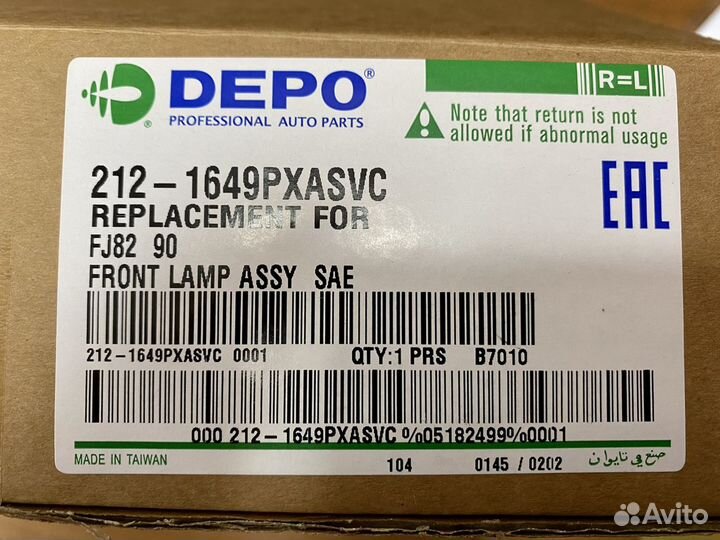 DEPO®
PROFESSIONAL AUTO PARTS
®
R=L
Note that return is not
allowed if abnormal usage
212-1649PXASVC
REPLACEMENT FOR
EAC
FJ82 90
FRONT LAMP ASSY SAE
212-1649PXASVC 0001 QTY:1 PRS B7010
000 212-1649PXASVC %05182499%0001
MADE IN TAIWAN 104 0145 / 0202 صنع في تايوان
Avito